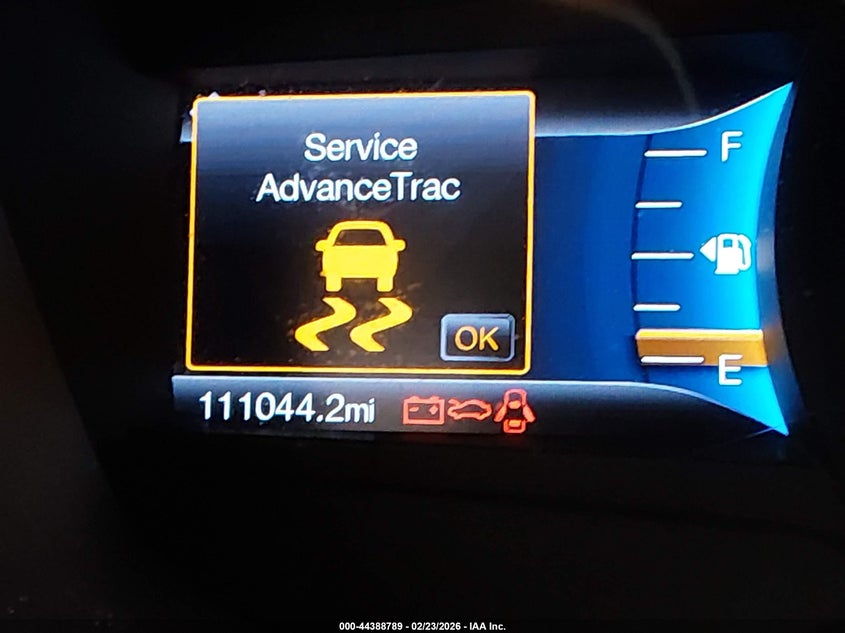 Service
AdvanceTrac
OK
F
E
111044.2mi
000-44388789 - 02/23/2026 - IAA Inc.